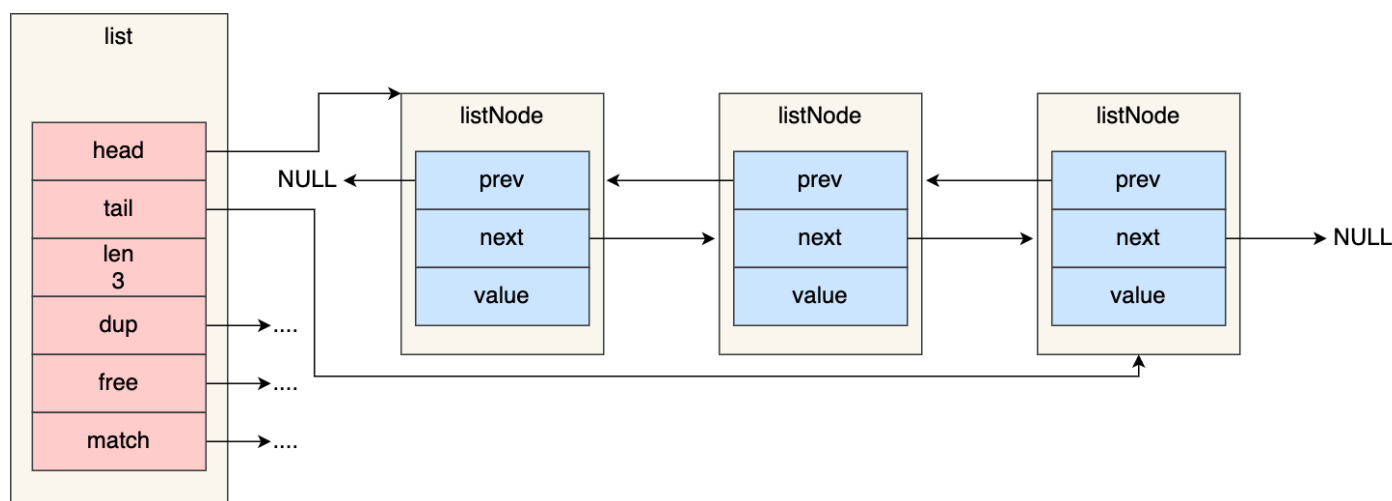 list
head
tail
len
3
dup
....
free
....
match
....
NULL
listNode
prev
next
value
listNode
prev
next
value
listNode
prev
next
value
NULL